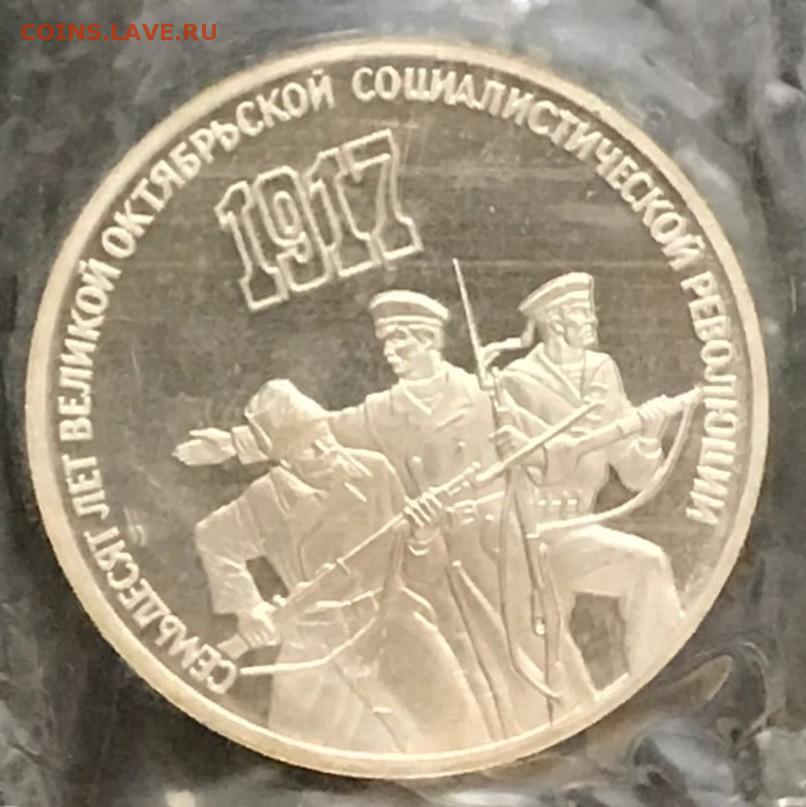 COINS.LAVE.RU
СЕМЬДЕСЯТ ЛЕТ ВЕЛИКОЙ ОКТЯБРЬСКОЙ СОЦИАЛИСТИЧЕСКОЙ РЕВОЛЮЦИИ
1917